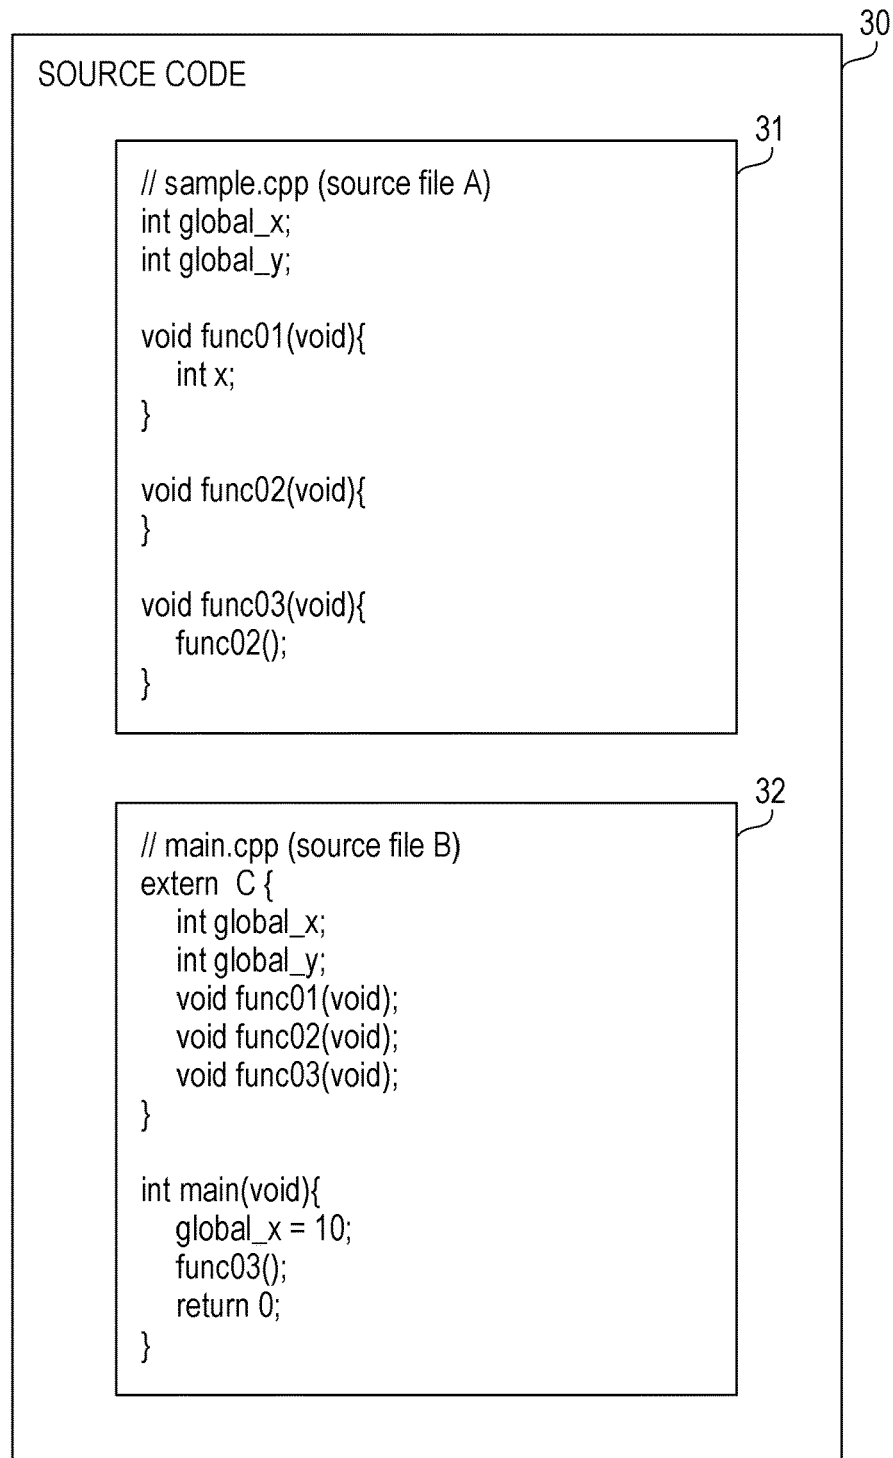 30
SOURCE CODE
31
// sample.cpp (source file A)
int global_x;
int global_y;
void func01(void){
int x;
}
void func02(void){
}
void func03(void){
func02();
}
32
// main.cpp (source file B)
extern C {
int global_x;
int global_y;
void func01(void);
void func02(void);
void func03(void);
}
int main(void){
global_x = 10;
func03();
return 0;
}